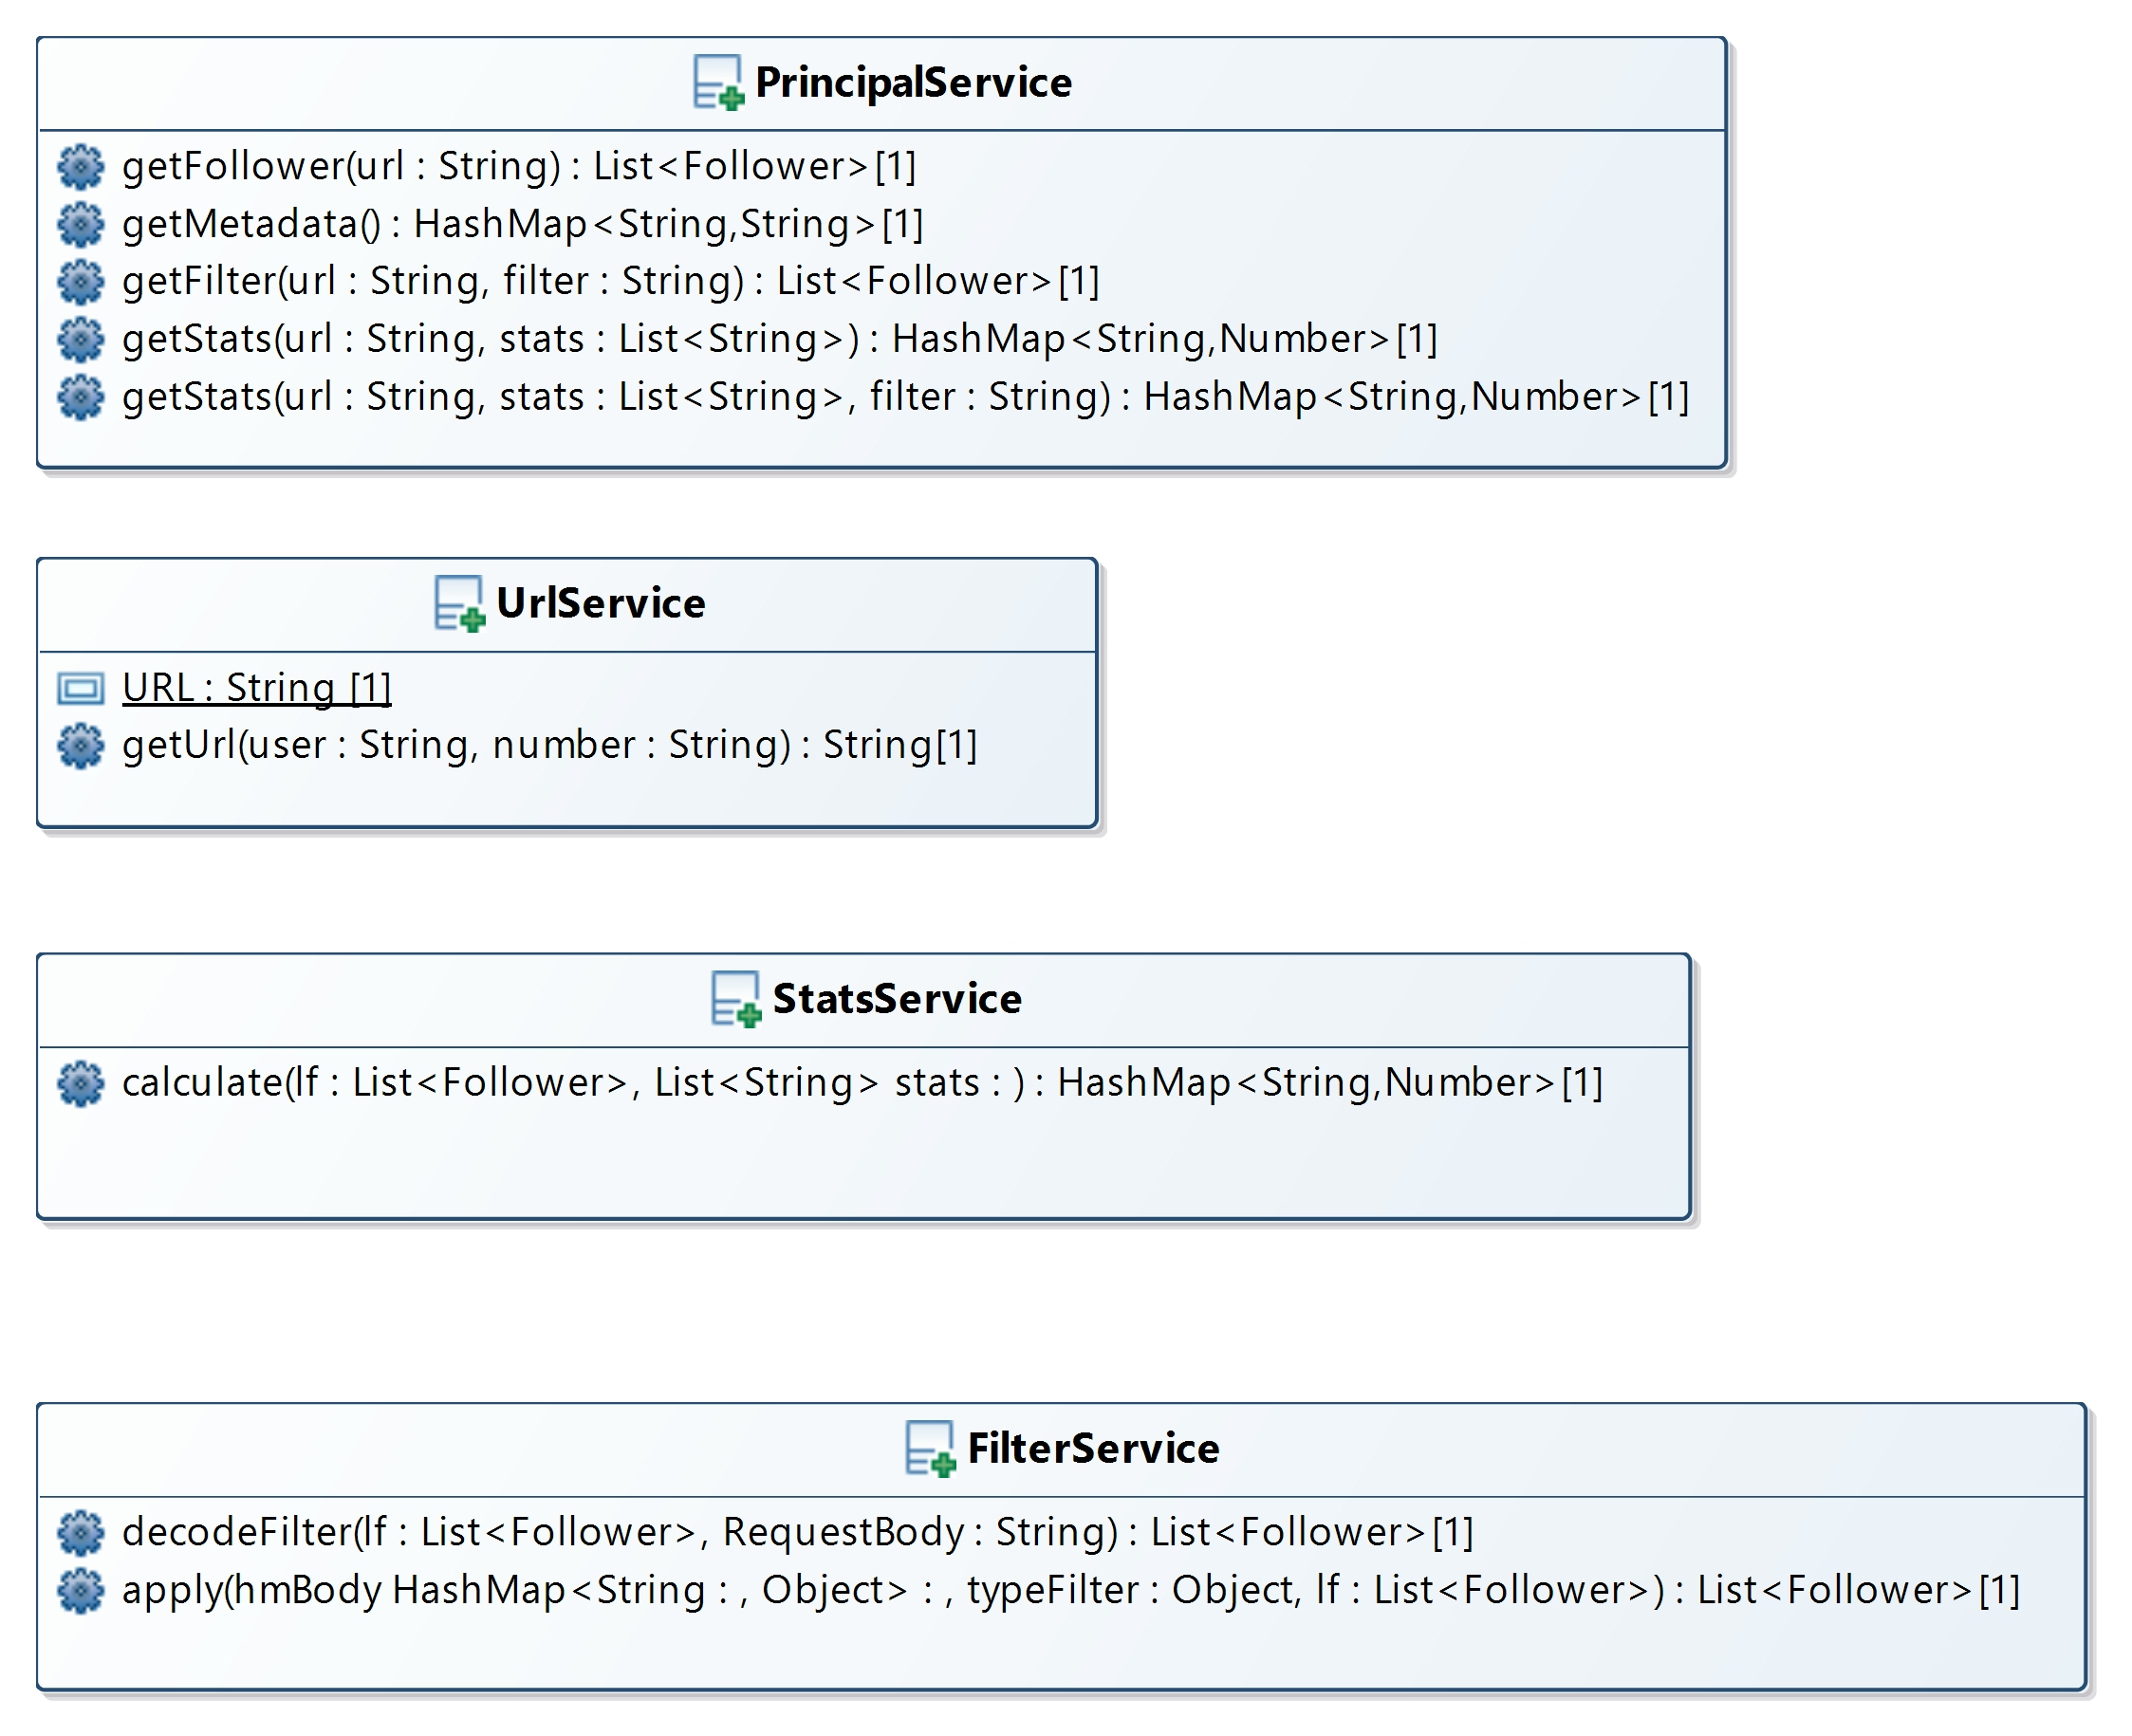 PrincipalService
getFollower(url : String) : List<Follower>[1]
getMetadata() : HashMap<String,String>[1]
getFilter(url : String, filter : String) : List<Follower>[1]
getStats(url : String, stats : List<String>) : HashMap<String,Number>[1]
getStats(url : String, stats : List<String>, filter : String) : HashMap<String,Number>[1]
UrlService
URL : String [1]
getUrl(user : String, number : String) : String[1]
StatsService
calculate(lf : List<Follower>, List<String> stats : ) : HashMap<String,Number>[1]
FilterService
decodeFilter(lf : List<Follower>, RequestBody : String) : List<Follower>[1]
apply(hmBody HashMap<String : , Object> : , typeFilter : Object, lf : List<Follower>) : List<Follower>[1]